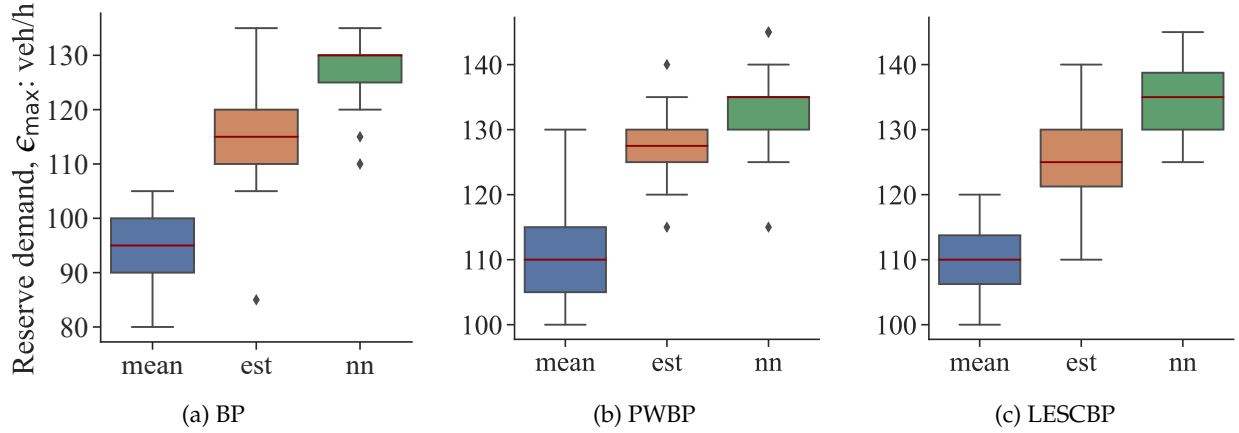 Reserve demand, ϵmax: veh/h
130
120
110
100
90
80
mean est nn
(a) BP
140
130
120
110
100
mean est nn
(b) PWBP
140
130
120
110
100
mean est nn
(c) LESCBP